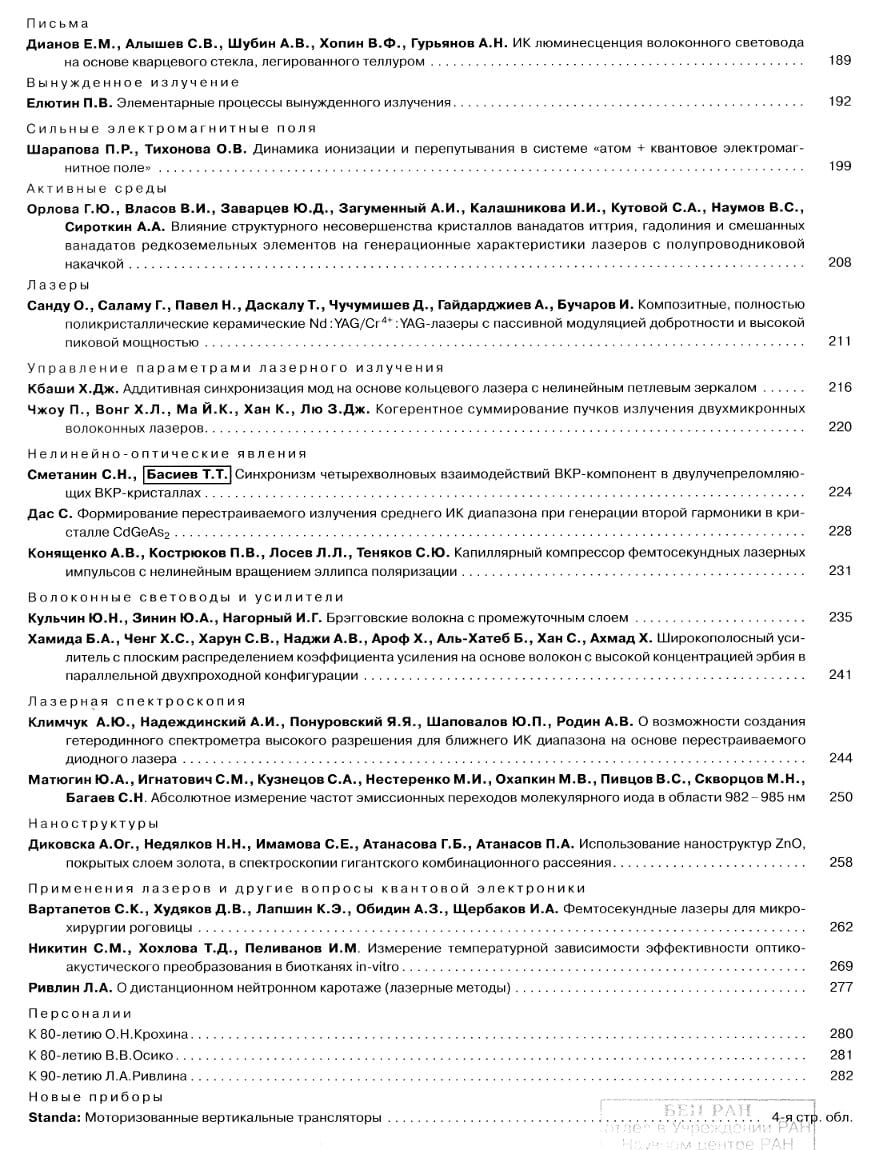 Письма
Дианов Е.М., Алышев С.В., Шубин А.В., Хопин В.Ф., Гурьянов А.Н. ИК люминесценция волоконного световода
на основе кварцевого стекла, легированного теллуром . . . . . 189
Вынужденное излучение
Елютин П.В. Элементарные процессы вынужденного излучения. . . . . 192
Сильные электромагнитные поля
Шарапова П.Р., Тихонова О.В. Динамика ионизации и перепутывания в системе «атом + квантовое электромаг-
нитное поле» . . . . . 199
Активные среды
Орлова Г.Ю., Власов В.И., Заварцев Ю.Д., Загуменный А.И., Калашникова И.И., Кутовой С.А., Наумов В.С.,
Сироткин А.А. Влияние структурного несовершенства кристаллов ванадатов иттрия, гадолиния и смешанных
ванадатов редкоземельных элементов на генерационные характеристики лазеров с полупроводниковой
накачкой . . . . . 208
Лазеры
Санду О., Саламу Г., Павел Н., Даскалу Т., Чучумишев Д., Гайдарджиев А., Бучаров И. Композитные, полностью
поликристаллические керамические Nd:YAG/Cr⁴⁺:YAG-лазеры с пассивной модуляцией добротности и высокой
пиковой мощностью . . . . . 211
Управление параметрами лазерного излучения
Кбаши Х.Дж. Аддитивная синхронизация мод на основе кольцевого лазера с нелинейным петлевым зеркалом . . . . . 216
Чжоу П., Вонг Х.Л., Ма Й.К., Хан К., Лю З.Дж. Когерентное суммирование пучков излучения двухмикронных
волоконных лазеров. . . . . 220
Нелинейно-оптические явления
Сметанин С.Н., Басиев Т.Т. Синхронизм четырехволновых взаимодействий ВКР-компонент в двулучепреломляю-
щих ВКР-кристаллах . . . . . 224
Дас С. Формирование перестраиваемого излучения среднего ИК диапазона при генерации второй гармоники в кри-
сталле CdGeAs₂ . . . . . 228
Конященко А.В., Кострюков П.В., Лосев Л.Л., Теняков С.Ю. Капиллярный компрессор фемтосекундных лазерных
импульсов с нелинейным вращением эллипса поляризации . . . . . 231
Волоконные световоды и усилители
Кульчин Ю.Н., Зинин Ю.А., Нагорный И.Г. Брэгговские волокна с промежуточным слоем . . . . . 235
Хамида Б.А., Ченг Х.С., Харун С.В., Наджи А.В., Ароф Х., Аль-Хатеб Б., Хан С., Ахмад Х. Широкополосный уси-
литель с плоским распределением коэффициента усиления на основе волокон с высокой концентрацией эрбия в
параллельной двухпроходной конфигурации . . . . . 241
Лазерная спектроскопия
Климчук А.Ю., Надеждинский А.И., Понуровский Я.Я., Шаповалов Ю.П., Родин А.В. О возможности создания
гетеродинного спектрометра высокого разрешения для ближнего ИК диапазона на основе перестраиваемого
диодного лазера . . . . . 244
Матюгин Ю.А., Игнатович С.М., Кузнецов С.А., Нестеренко М.И., Охапкин М.В., Пивцов В.С., Скворцов М.Н.,
Багаев С.Н. Абсолютное измерение частот эмиссионных переходов молекулярного иода в области 982 – 985 нм 250
Наноструктуры
Диковска А.Ог., Недялков Н.Н., Имамова С.Е., Атанасова Г.Б., Атанасов П.А. Использование наноструктур ZnO,
покрытых слоем золота, в спектроскопии гигантского комбинационного рассеяния. . . . . 258
Применения лазеров и другие вопросы квантовой электроники
Вартапетов С.К., Худяков Д.В., Лапшин К.Э., Обидин А.З., Щербаков И.А. Фемтосекундные лазеры для микро-
хирургии роговицы . . . . . 262
Никитин С.М., Хохлова Т.Д., Пеливанов И.М. Измерение температурной зависимости эффективности оптико-
акустического преобразования в биотканях in-vitro . . . . . 269
Ривлин Л.А. О дистанционном нейтронном каротаже (лазерные методы) . . . . . 277
Персоналии
К 80-летию О.Н.Крохина . . . . . 280
К 80-летию В.В.Осико . . . . . 281
К 90-летию Л.А.Ривлина . . . . . 282
Новые приборы
Standa: Моторизованные вертикальные трансляторы . . . . . 4-я стр. обл.
БЕН РАН
отдел в Учреждении РАН
Научном центре РАН